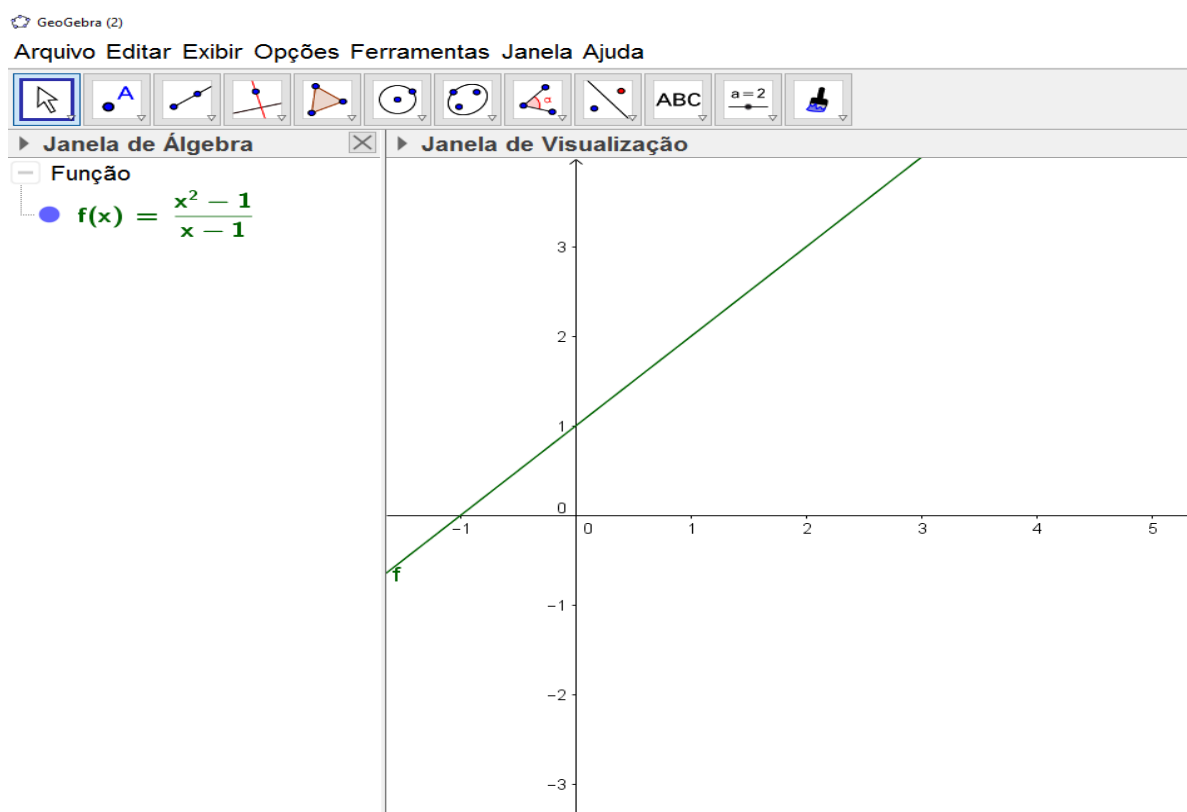 GeoGebra (2)
Arquivo Editar Exibir Opções Ferramentas Janela Ajuda
A
α
ABC
a = 2
Janela de Álgebra
Janela de Visualização
Função
f(x) = (x² − 1)/(x − 1)
3
2
1
0
−1 0 1 2 3 4 5
f
−1
−2
−3